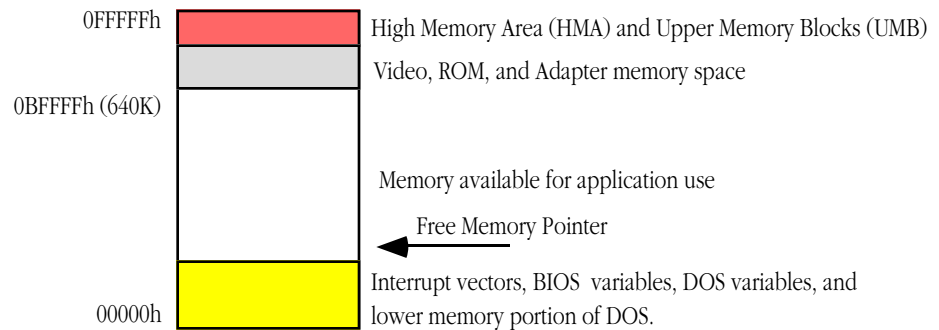 0FFFFFh
High Memory Area (HMA) and Upper Memory Blocks (UMB)
Video, ROM, and Adapter memory space
0BFFFFh (640K)
Memory available for application use
Free Memory Pointer
Interrupt vectors, BIOS variables, DOS variables, and
lower memory portion of DOS.
00000h